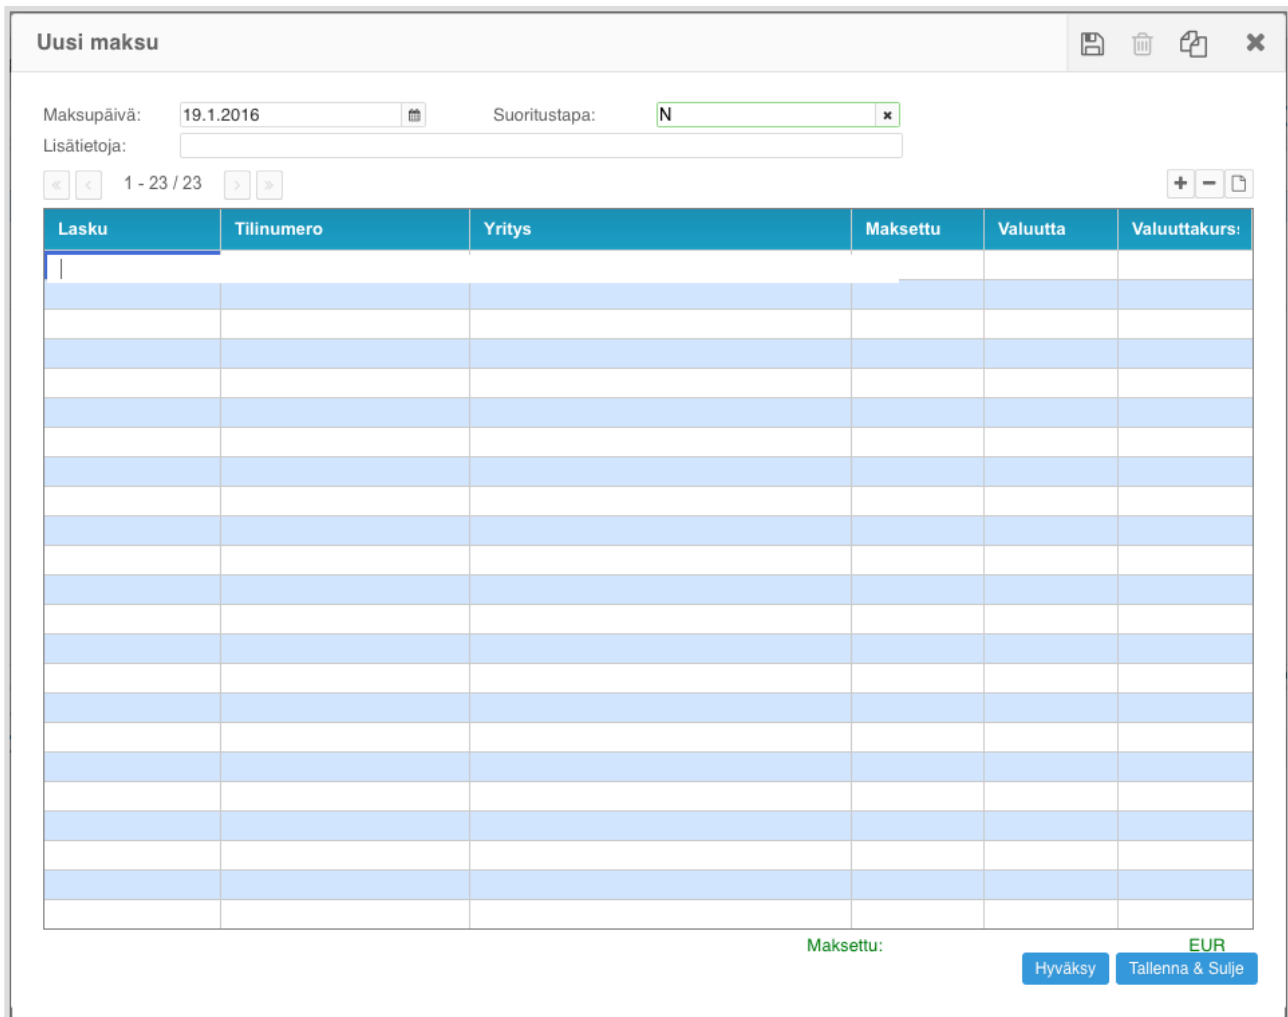 Uusi maksu
Maksupäivä: 19.1.2016 Suoritustapa: N
Lisätietoja:
1 - 23 / 23
Lasku Tilinumero Yritys Maksettu Valuutta Valuuttakurs
Maksettu: EUR
Hyväksy Tallenna & Sulje